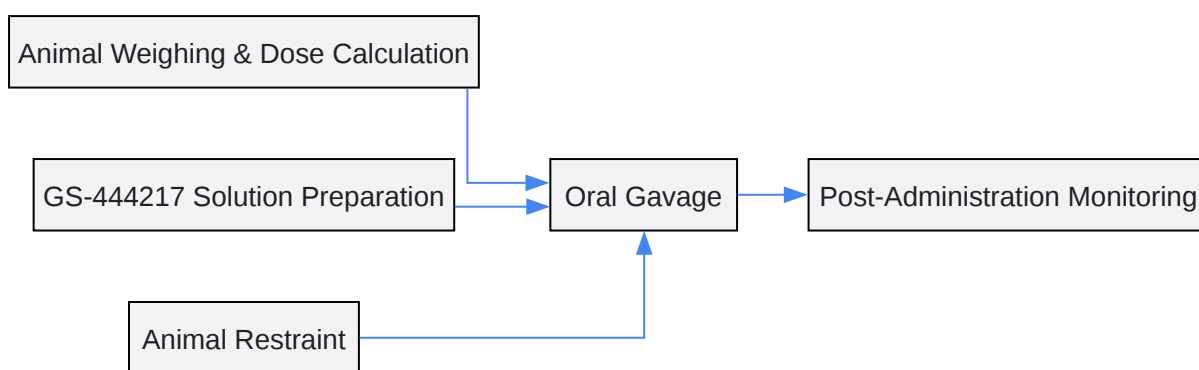 Animal Weighing & Dose Calculation
GS-444217 Solution Preparation
Oral Gavage
Post-Administration Monitoring
Animal Restraint